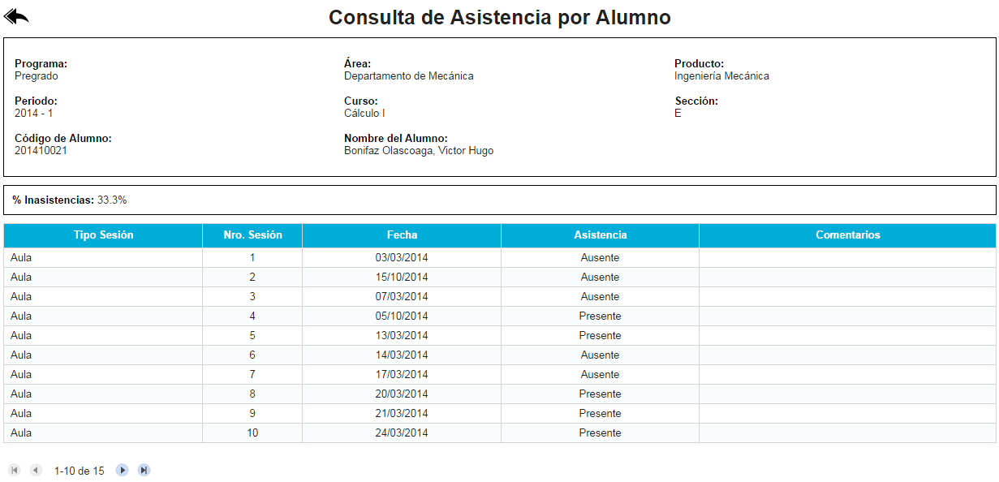 Consulta de Asistencia por Alumno
Programa: Área: Producto:
Pregrado Departamento de Mecánica Ingeniería Mecánica
Periodo: Curso: Sección:
2014 - 1 Cálculo I E
Código de Alumno: Nombre del Alumno:
201410021 Bonifaz Olascoaga, Victor Hugo
% Inasistencias: 33.3%
Tipo Sesión Nro. Sesión Fecha Asistencia Comentarios
Aula 1 03/03/2014 Ausente
Aula 2 15/10/2014 Ausente
Aula 3 07/03/2014 Ausente
Aula 4 05/10/2014 Presente
Aula 5 13/03/2014 Presente
Aula 6 14/03/2014 Ausente
Aula 7 17/03/2014 Ausente
Aula 8 20/03/2014 Presente
Aula 9 21/03/2014 Presente
Aula 10 24/03/2014 Presente
1-10 de 15